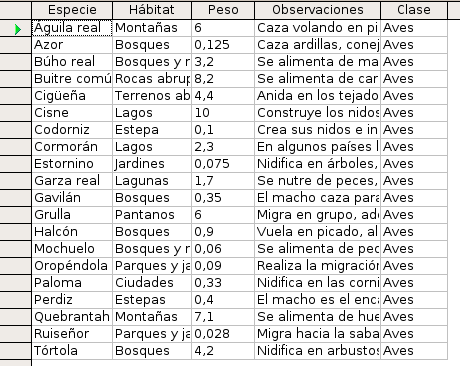 Especie Hábitat Peso Observaciones Clase
Águila real Montañas 6 Caza volando en pi Aves
Azor Bosques 0,125 Caza ardillas, conej Aves
Búho real Bosques y r 3,2 Se alimenta de ma Aves
Buitre comú Rocas abrup 8,2 Se alimenta de car Aves
Cigüeña Terrenos ab 4,4 Anida en los tejado Aves
Cisne Lagos 10 Construye los nidos Aves
Codorniz Estepa 0,1 Crea sus nidos e in Aves
Cormorán Lagos 2,3 En algunos países l Aves
Estornino Jardines 0,075 Nidifica en árboles, Aves
Garza real Lagunas 1,7 Se nutre de peces, Aves
Gavilán Bosques 0,35 El macho caza para Aves
Grulla Pantanos 6 Migra en grupo, ado Aves
Halcón Bosques 0,9 Vuela en picado, al Aves
Mochuelo Bosques y r 0,06 Se alimenta de peq Aves
Oropéndola Parques y ja 0,09 Realiza la migración Aves
Paloma Ciudades 0,33 Nidifica en las corni Aves
Perdiz Estepas 0,4 El macho es el enca Aves
Quebrantah Montañas 7,1 Se alimenta de hue Aves
Ruiseñor Parques y ja 0,028 Migra hacia la saba Aves
Tórtola Bosques 4,2 Nidifica en arbustos Aves